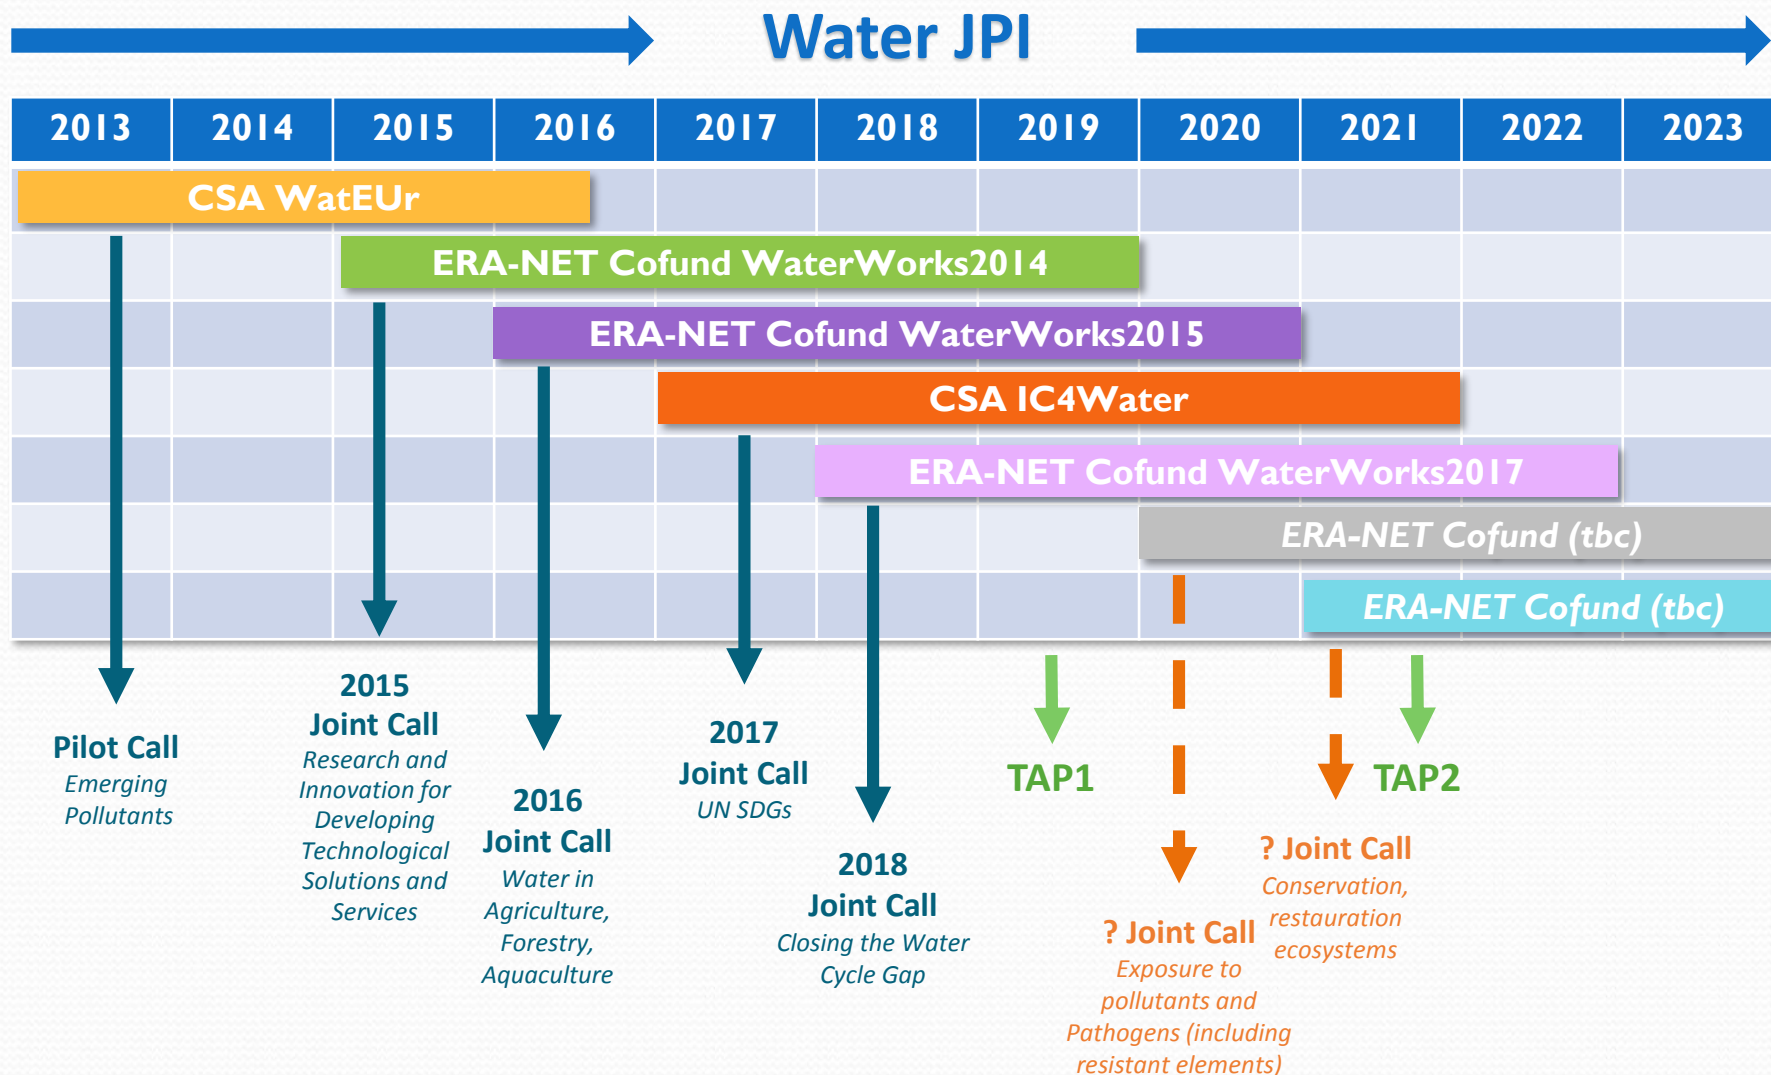 Water JPI
2013 2014 2015 2016 2017 2018 2019 2020 2021 2022 2023
CSA WatEUr
ERA-NET Cofund WaterWorks2014
ERA-NET Cofund WaterWorks2015
CSA IC4Water
ERA-NET Cofund WaterWorks2017
ERA-NET Cofund (tbc)
ERA-NET Cofund (tbc)
Pilot Call
Emerging
Pollutants
2015
Joint Call
Research and
Innovation for
Developing
Technological
Solutions and
Services
2016
Joint Call
Water in
Agriculture,
Forestry,
Aquaculture
2017
Joint Call
UN SDGs
2018
Joint Call
Closing the Water
Cycle Gap
TAP1
? Joint Call
Exposure to
pollutants and
Pathogens (including
resistant elements)
? Joint Call
Conservation,
restauration
ecosystems
TAP2